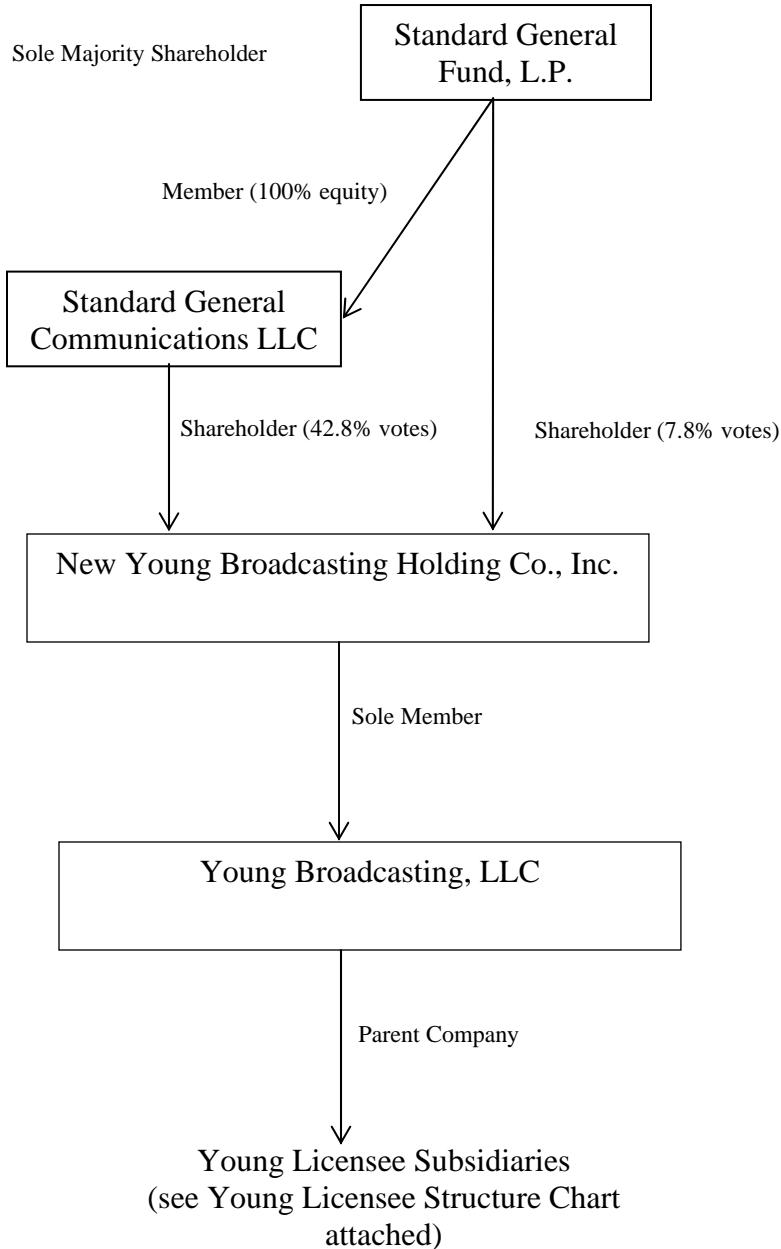 Sole Majority Shareholder
Standard General
Fund, L.P.
Member (100% equity)
Standard General
Communications LLC
Shareholder (42.8% votes)
Shareholder (7.8% votes)
New Young Broadcasting Holding Co., Inc.
Sole Member
Young Broadcasting, LLC
Parent Company
Young Licensee Subsidiaries
(see Young Licensee Structure Chart
attached)